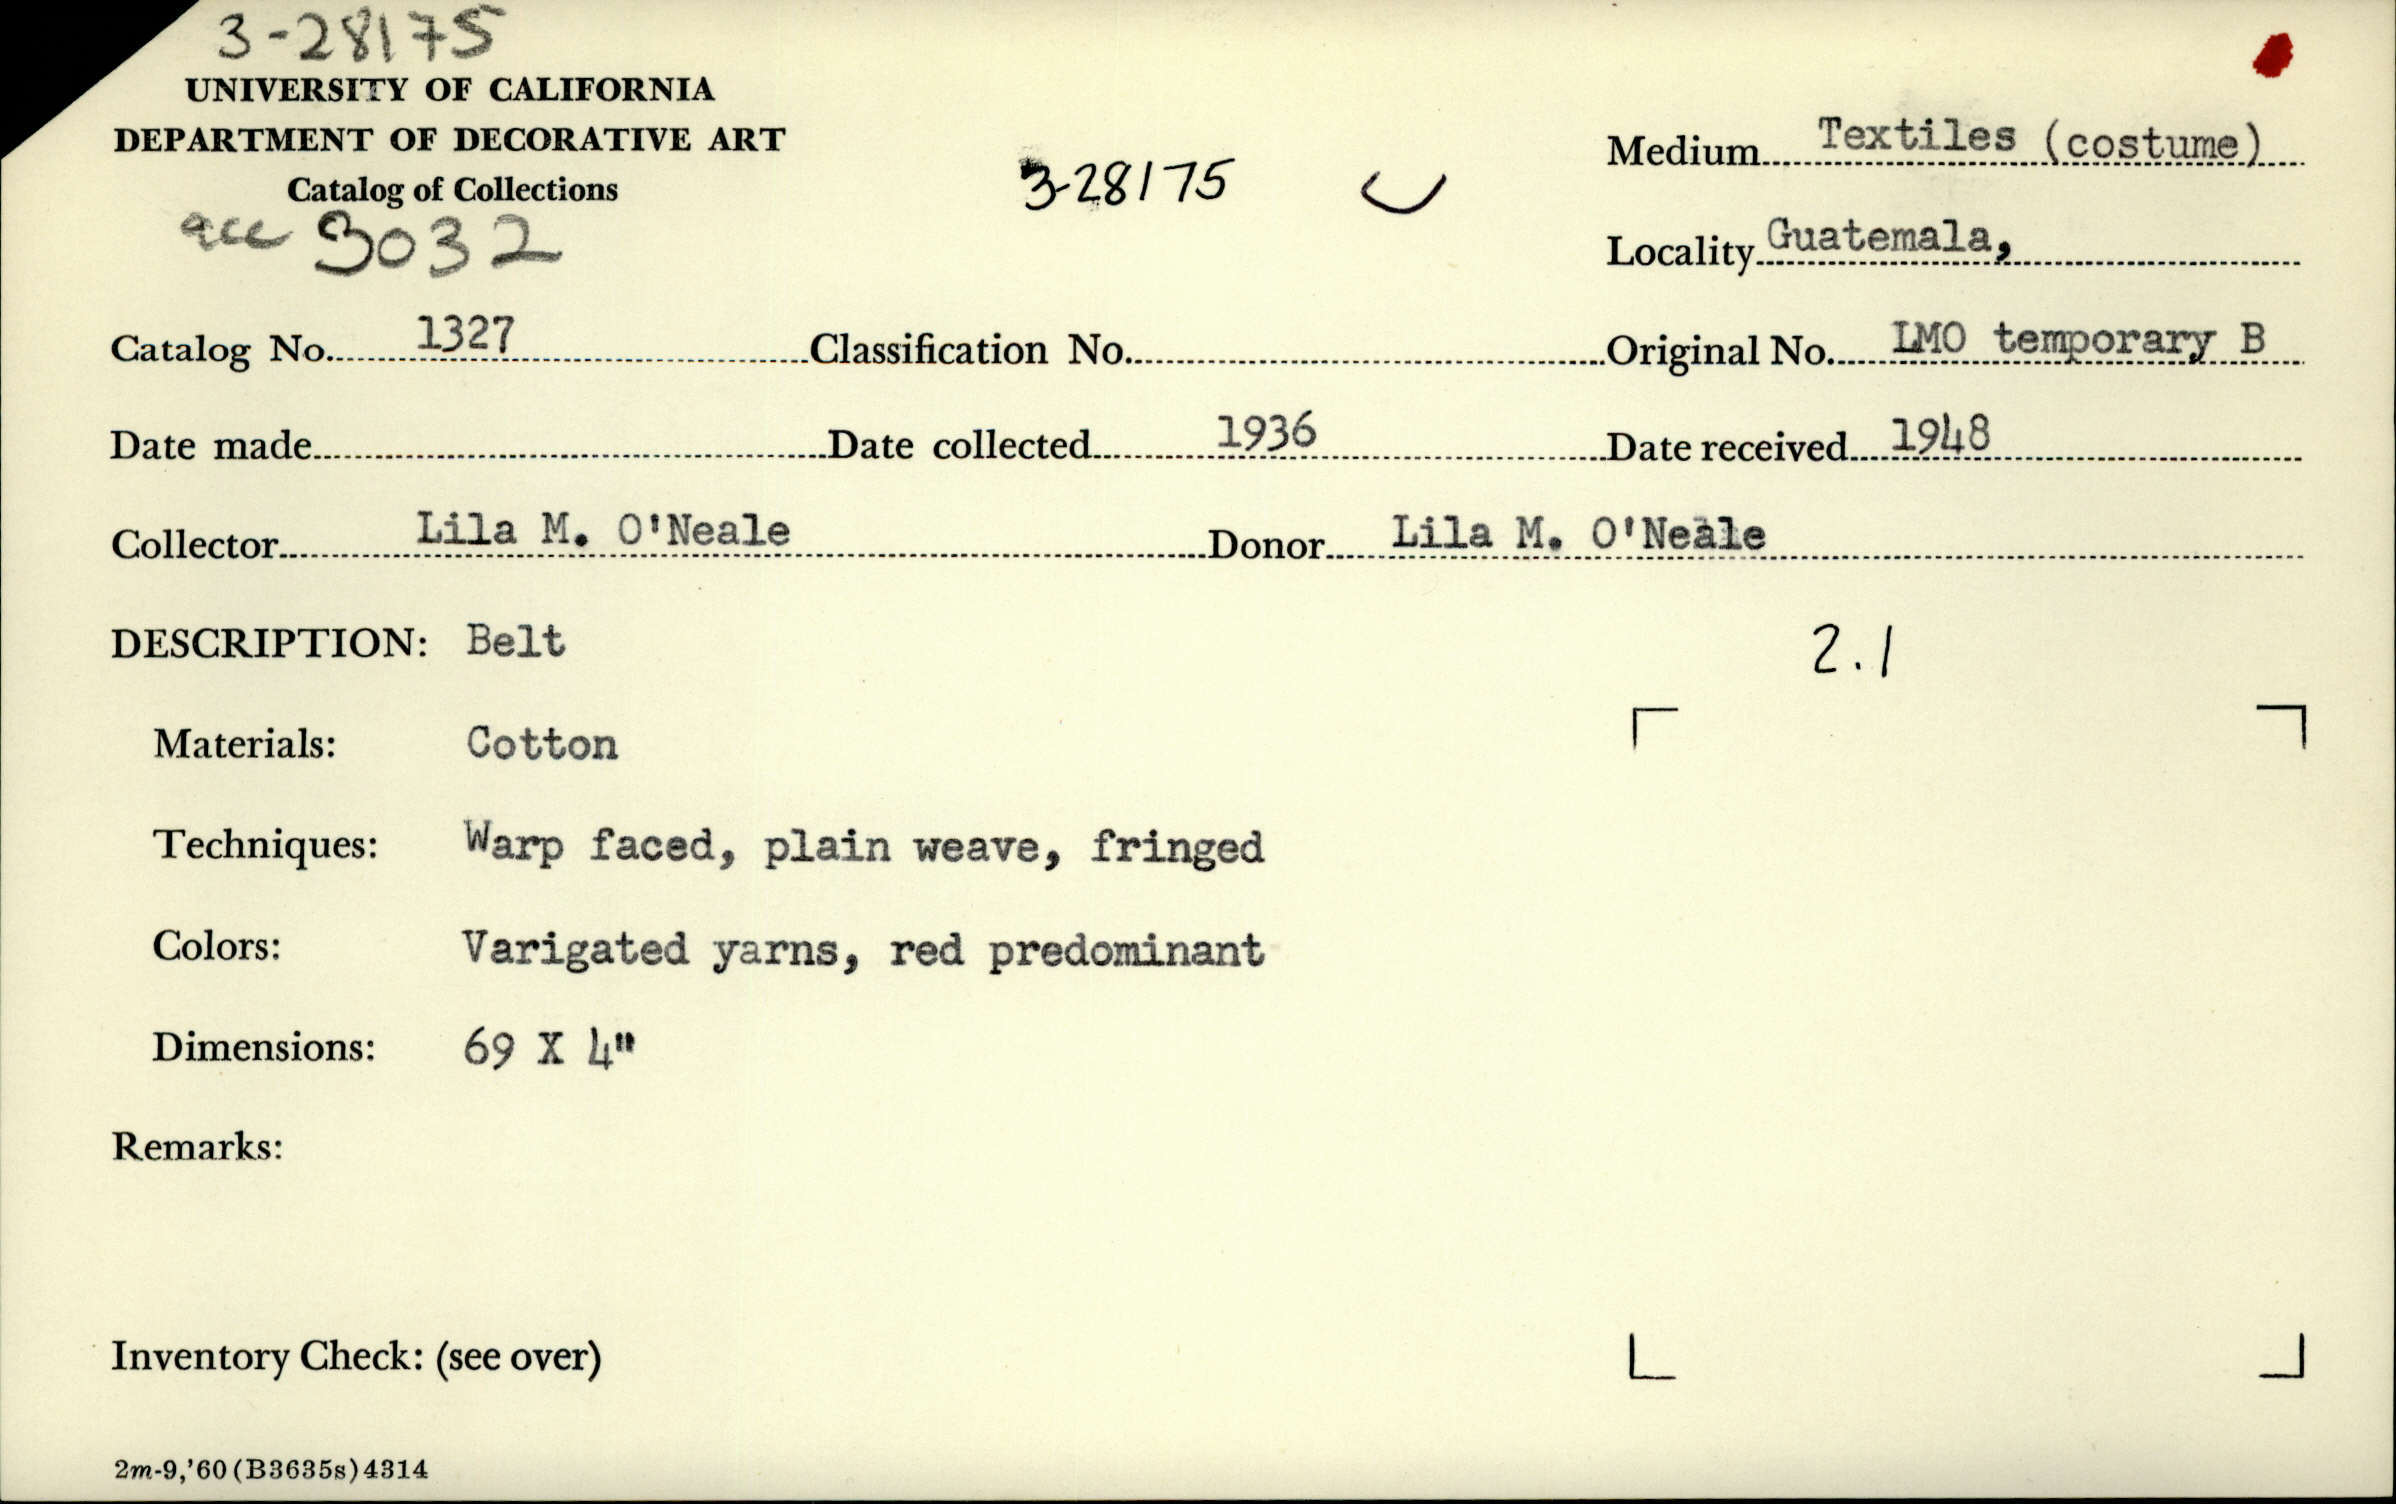 3-28175
UNIVERSITY OF CALIFORNIA
DEPARTMENT OF DECORATIVE ART
Catalog of Collections
acc 3032
3-28175
Medium Textiles (costume)
Locality Guatemala,
Catalog No. 1327 Classification No. Original No. LMO temporary B
Date made Date collected 1936 Date received 1948
Collector Lila M. O'Neale Donor Lila M. O'Neale
DESCRIPTION: Belt
2.1
Materials: Cotton
Techniques: Warp faced, plain weave, fringed
Colors: Varigated yarns, red predominant
Dimensions: 69 X 4"
Remarks:
Inventory Check: (see over)
2m-9,'60 (B3635s) 4314